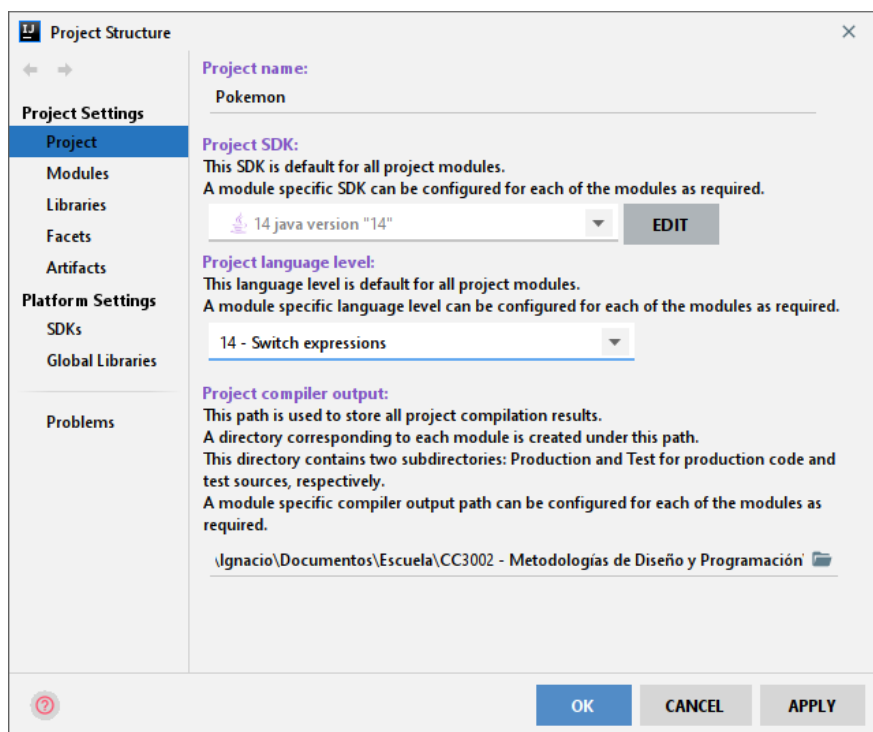 IJ
Project Structure
Project Settings
Project
Modules
Libraries
Facets
Artifacts
Platform Settings
SDKs
Global Libraries
Problems
Project name:
Pokemon
Project SDK:
This SDK is default for all project modules.
A module specific SDK can be configured for each of the modules as required.
14 java version "14"
EDIT
Project language level:
This language level is default for all project modules.
A module specific language level can be configured for each of the modules as required.
14 - Switch expressions
Project compiler output:
This path is used to store all project compilation results.
A directory corresponding to each module is created under this path.
This directory contains two subdirectories: Production and Test for production code and
test sources, respectively.
A module specific compiler output path can be configured for each of the modules as
required.
\Ignacio\Documentos\Escuela\CC3002 - Metodologías de Diseño y Programación\
?
OK
CANCEL
APPLY